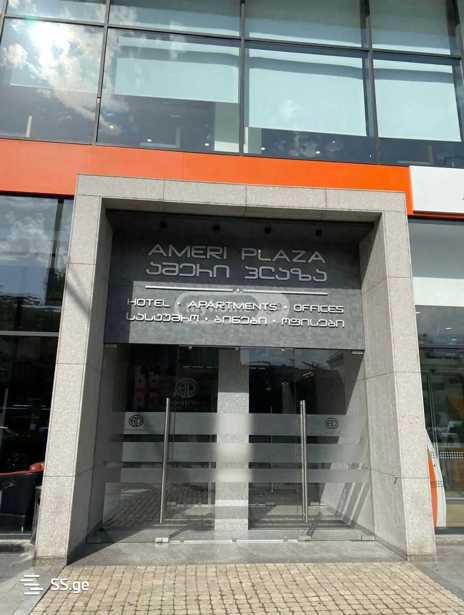 AMERI PLAZA
ამერი პლაზა
HOTEL • APARTMENTS • OFFICES
სასტუმრო • ბინები • ოფისები
SS.ge